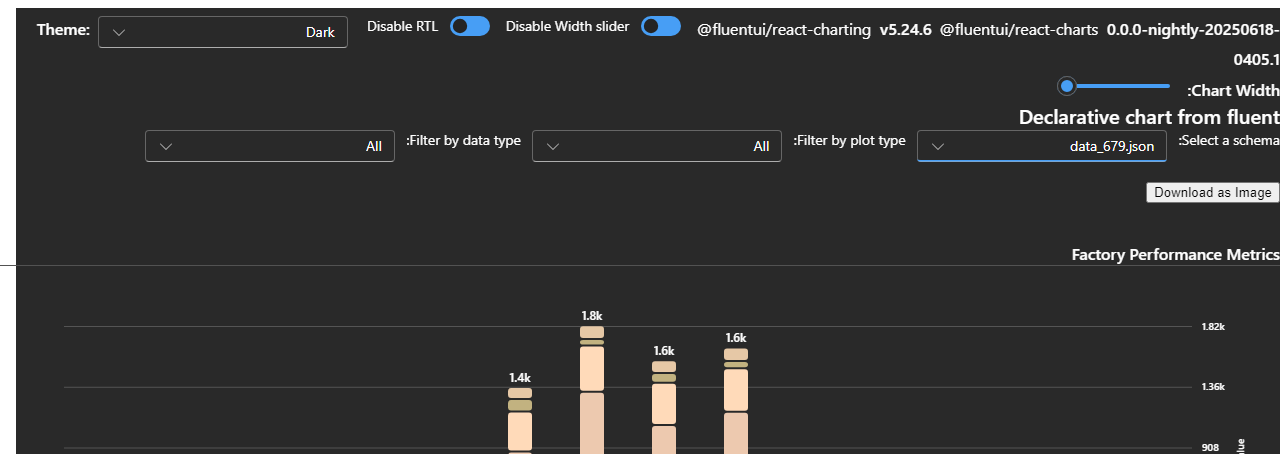 Theme: Dark Disable RTL Disable Width slider @fluentui/react-charting v5.24.6 @fluentui/react-charts 0.0.0-nightly-20250618-
0405.1
:Chart Width
Declarative chart from fluent
:Select a schema data_679.json :Filter by plot type All :Filter by data type All
Download as Image
Factory Performance Metrics
1.8k
1.82k
1.6k
1.6k
1.4k
1.36k
908